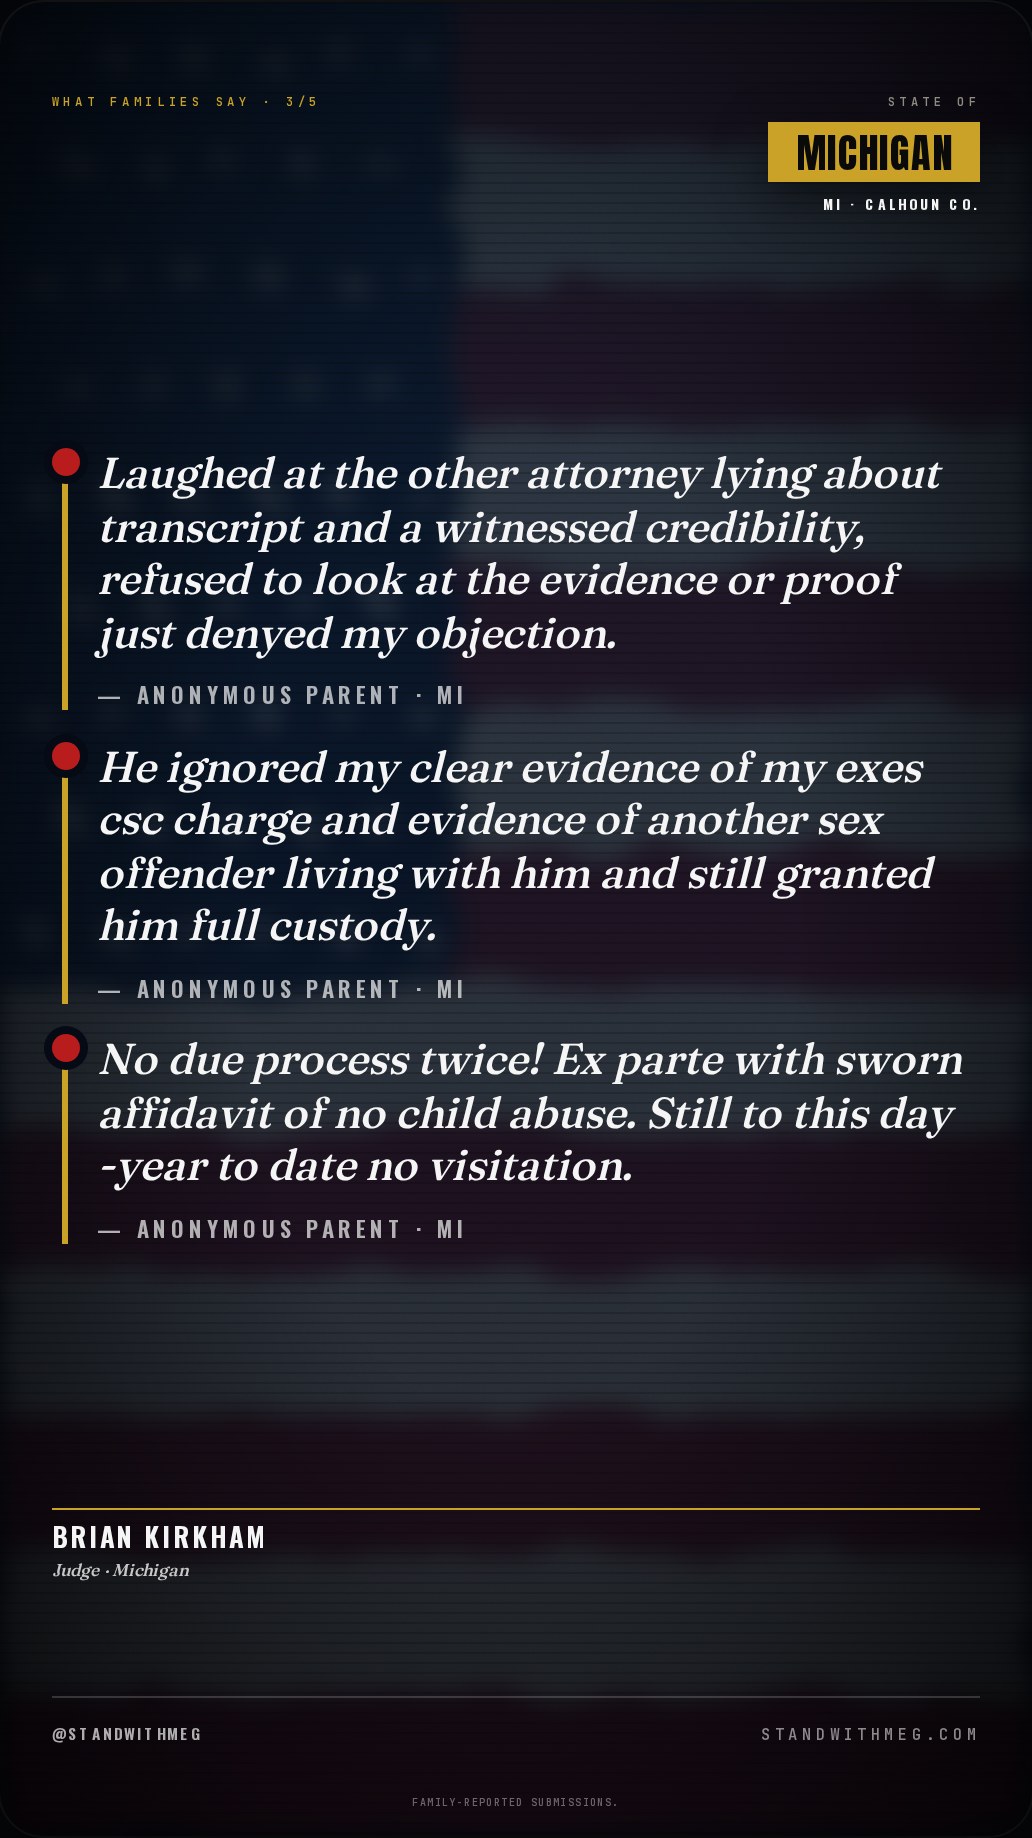 WHAT FAMILIES SAY · 3/5
STATE OF
MICHIGAN
MI · CALHOUN CO.
Laughed at the other attorney lying about
transcript and a witnessed credibility,
refused to look at the evidence or proof
just denyed my objection.
— ANONYMOUS PARENT · MI
He ignored my clear evidence of my exes
csc charge and evidence of another sex
offender living with him and still granted
him full custody.
— ANONYMOUS PARENT · MI
No due process twice! Ex parte with sworn
affidavit of no child abuse. Still to this day
-year to date no visitation.
— ANONYMOUS PARENT · MI
BRIAN KIRKHAM
Judge · Michigan
@STANDWITHMEG
STANDWITHMEG.COM
FAMILY-REPORTED SUBMISSIONS.